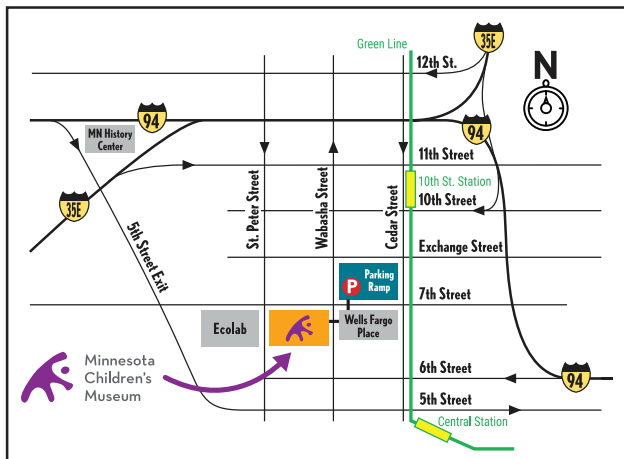 Green Line
35E
12th St.
N
94
MN History
Center
94
11th Street
10th St. Station
10th Street
35E
St. Peter Street
Wabasha Street
Cedar Street
5th Street Exit
Exchange Street
P
Parking
Ramp
7th Street
Ecolab
Wells Fargo
Place
Minnesota
Children's
Museum
6th Street
94
5th Street
Central Station